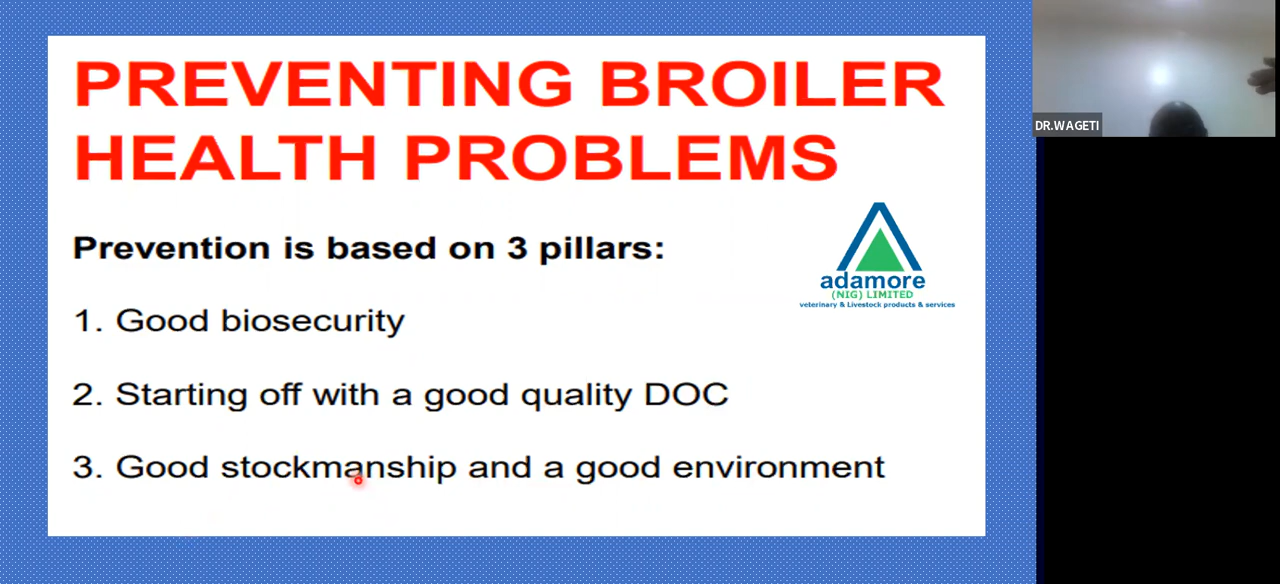 PREVENTING BROILER
HEALTH PROBLEMS
Prevention is based on 3 pillars:
adamore
(NIG) LIMITED
veterinary & Livestock products & services
1. Good biosecurity
2. Starting off with a good quality DOC
3. Good stockmanship and a good environment
DR.WAGETI